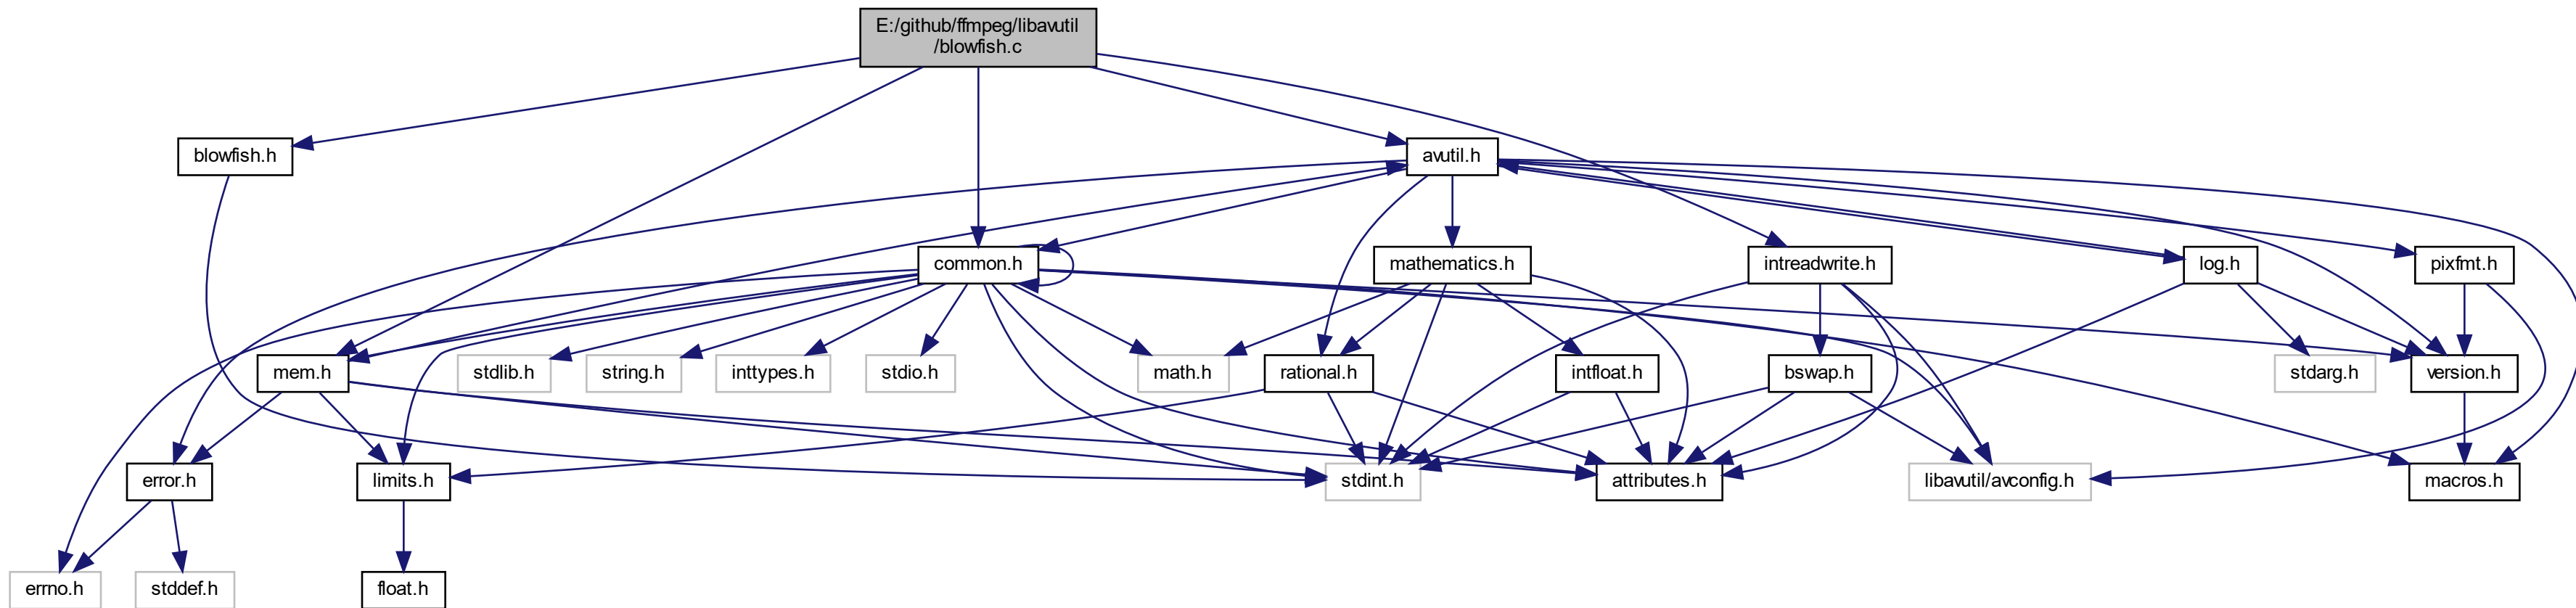 E:/github/ffmpeg/libavutil
/blowfish.c
blowfish.h
avutil.h
common.h
mathematics.h
intreadwrite.h
log.h
pixfmt.h
mem.h
stdlib.h
string.h
inttypes.h
stdio.h
math.h
rational.h
intfloat.h
bswap.h
stdarg.h
version.h
error.h
limits.h
stdint.h
attributes.h
libavutil/avconfig.h
macros.h
errno.h
stddef.h
float.h